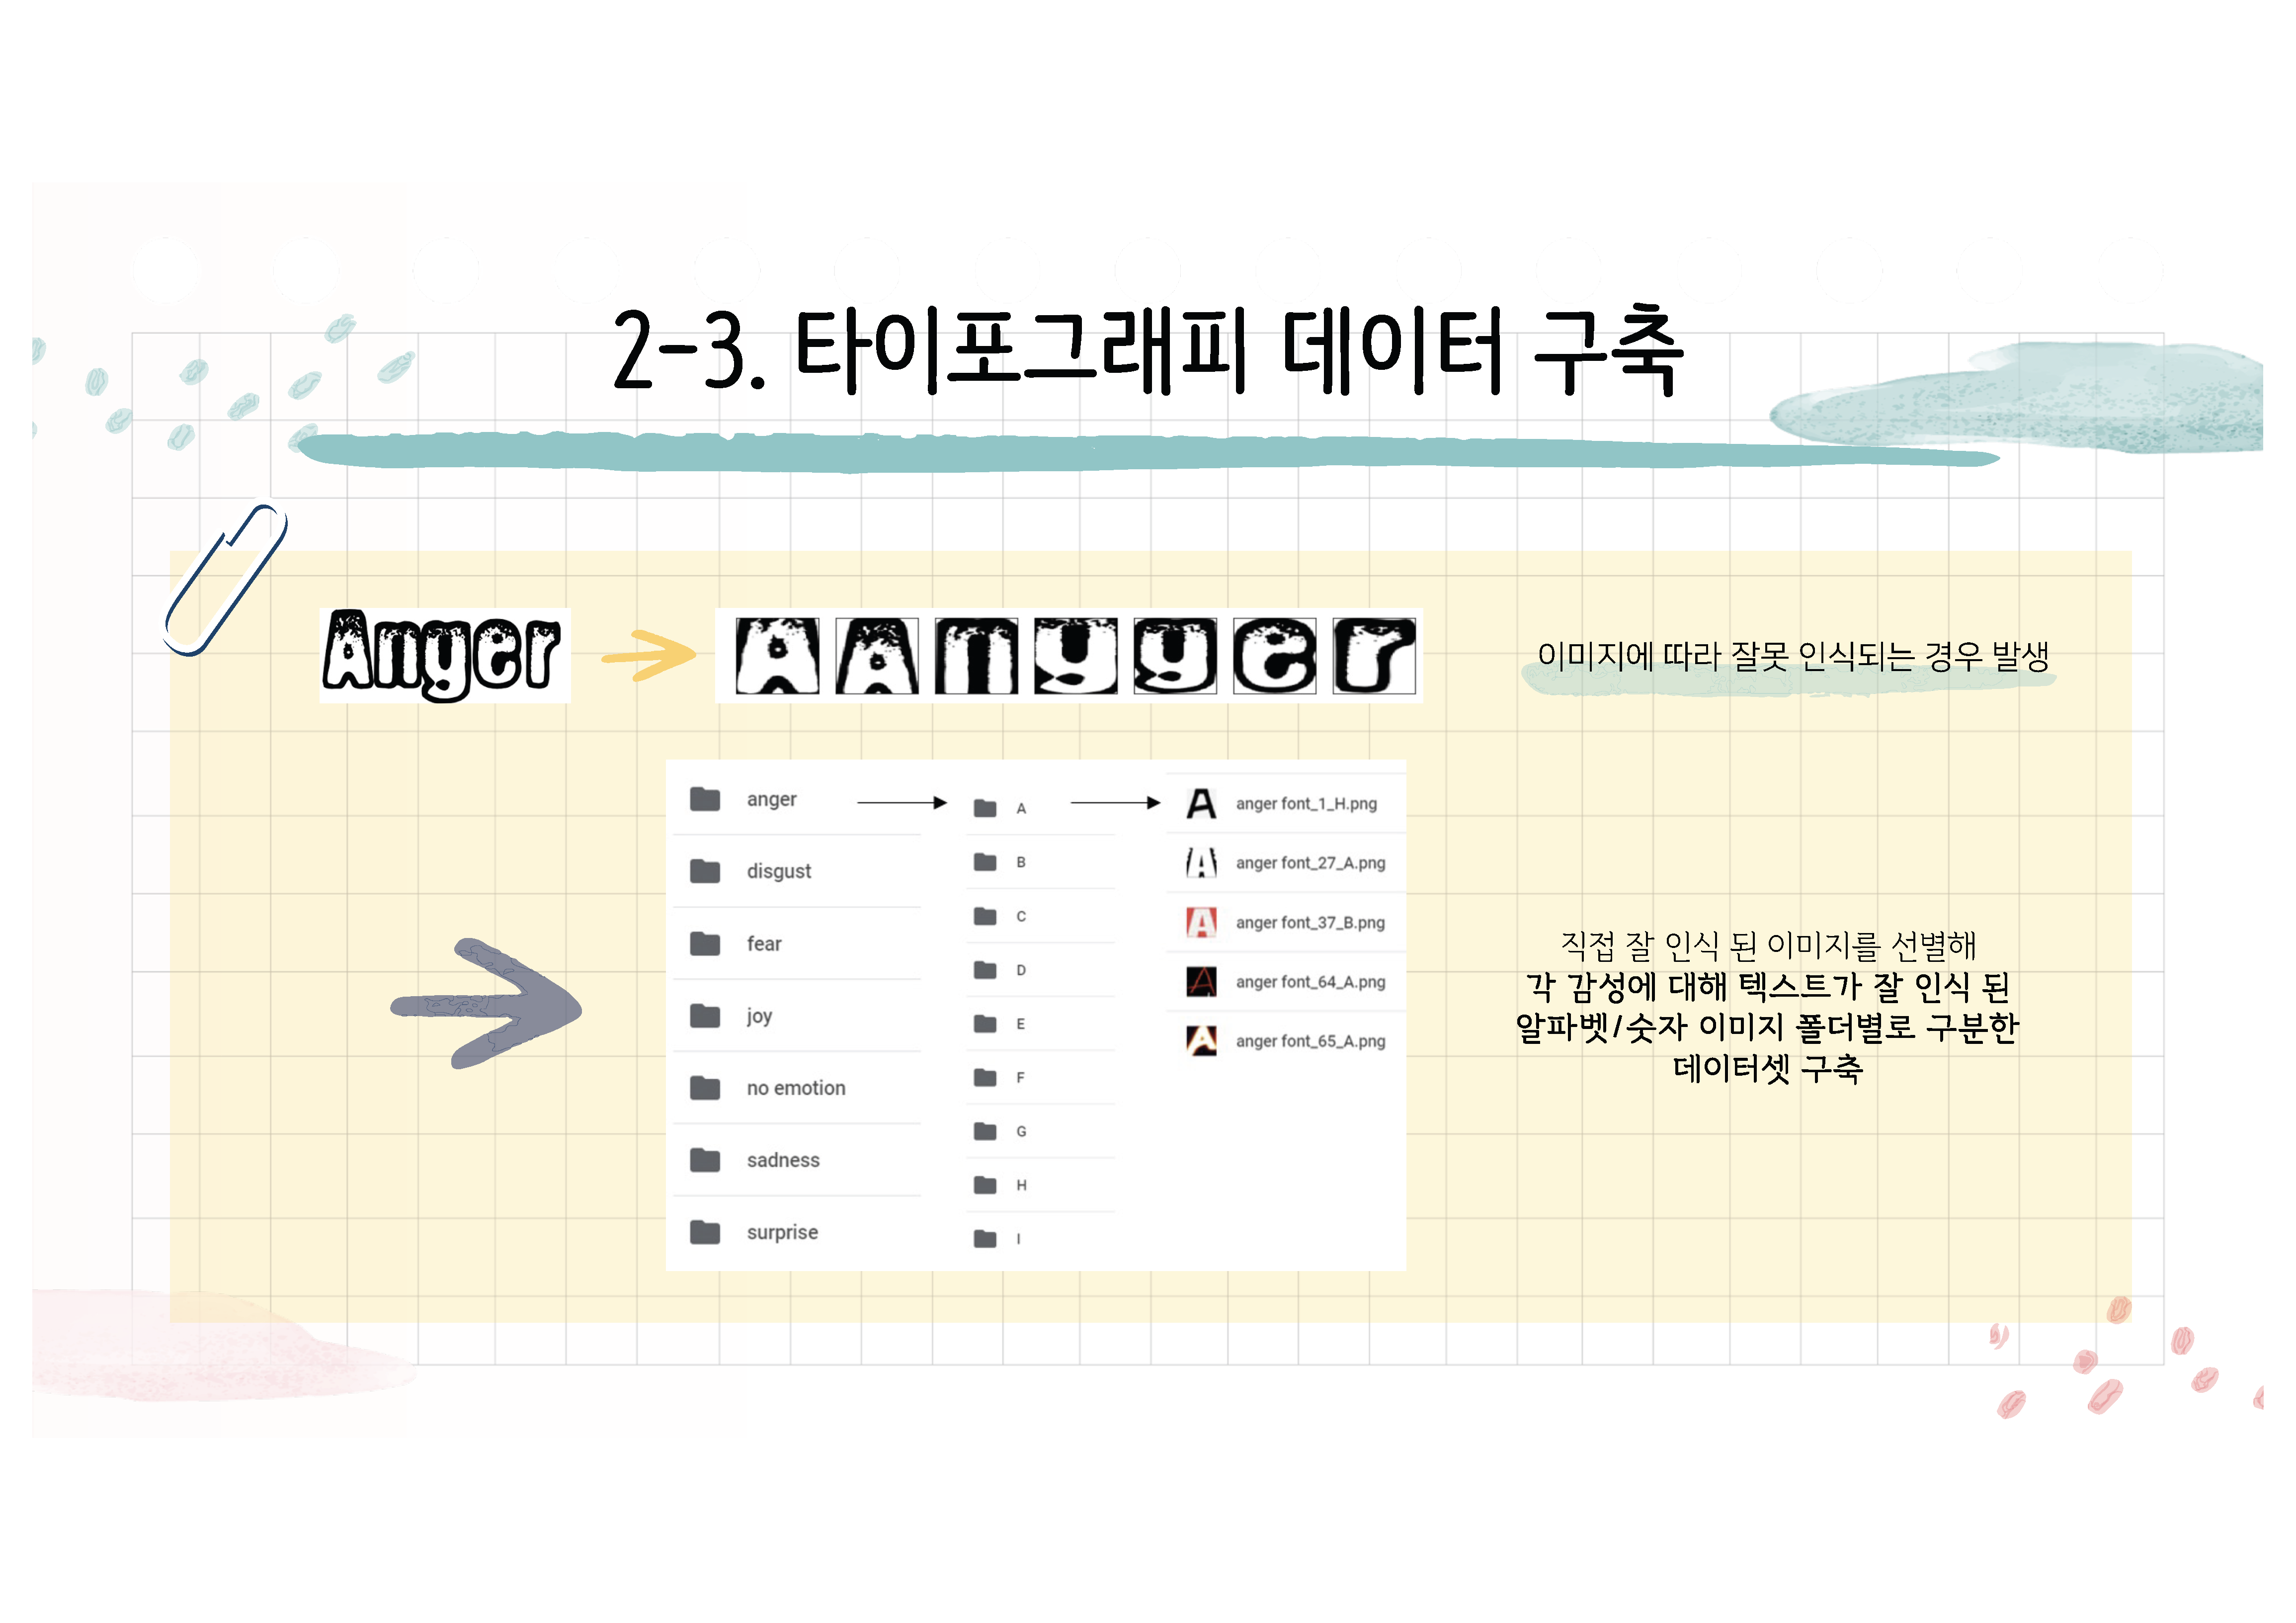 2-3. 타이포그래피 데이터 구축
Anger
A A n y y e r
이미지에 따라 잘못 인식되는 경우 발생
anger
disgust
fear
joy
no emotion
sadness
surprise
A
B
C
D
E
F
G
H
I
A anger font_1_H.png
A anger font_27_A.png
A anger font_37_B.png
A anger font_64_A.png
A anger font_65_A.png
직접 잘 인식 된 이미지를 선별해
각 감성에 대해 텍스트가 잘 인식 된
알파벳/숫자 이미지 폴더별로 구분한
데이터셋 구축